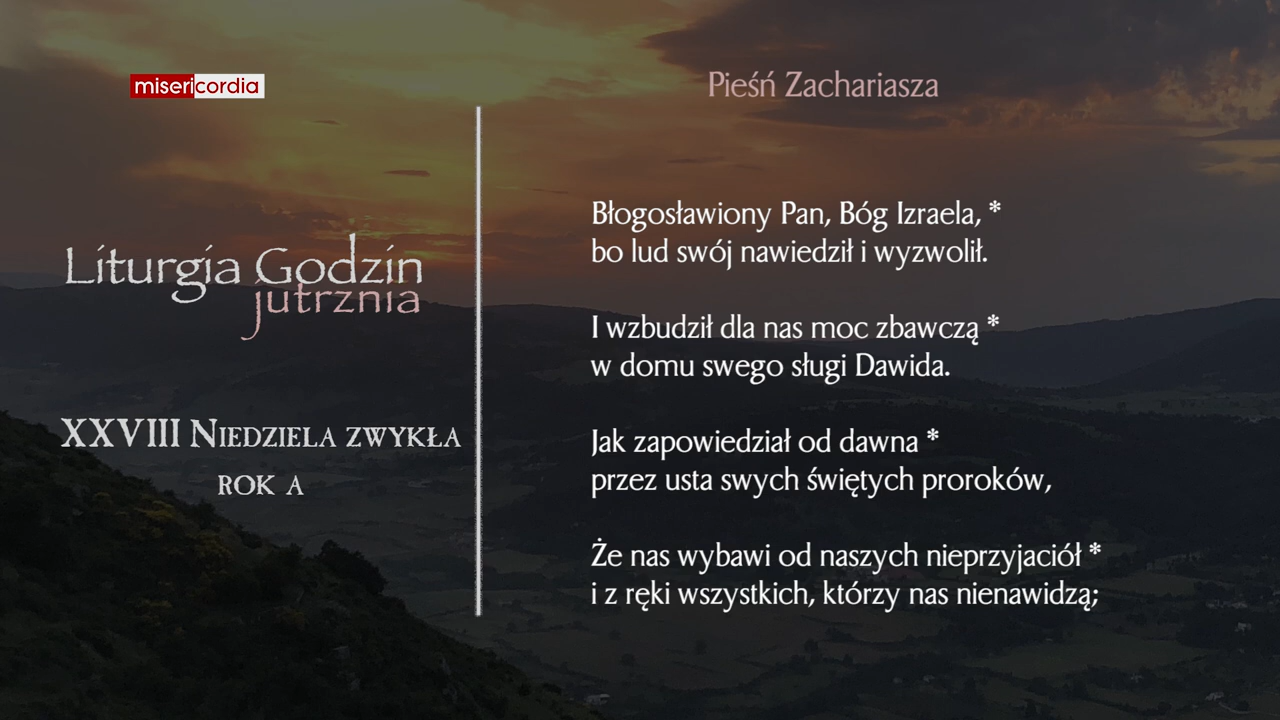 misericordia
Liturgia Godzin
jutrznia
XXVIII Niedziela zwykła
rok A
Pieśń Zachariasza
Błogosławiony Pan, Bóg Izraela, *
bo lud swój nawiedził i wyzwolił.
I wzbudził dla nas moc zbawczą *
w domu swego sługi Dawida.
Jak zapowiedział od dawna *
przez usta swych świętych proroków,
Że nas wybawi od naszych nieprzyjaciół *
i z ręki wszystkich, którzy nas nienawidzą;